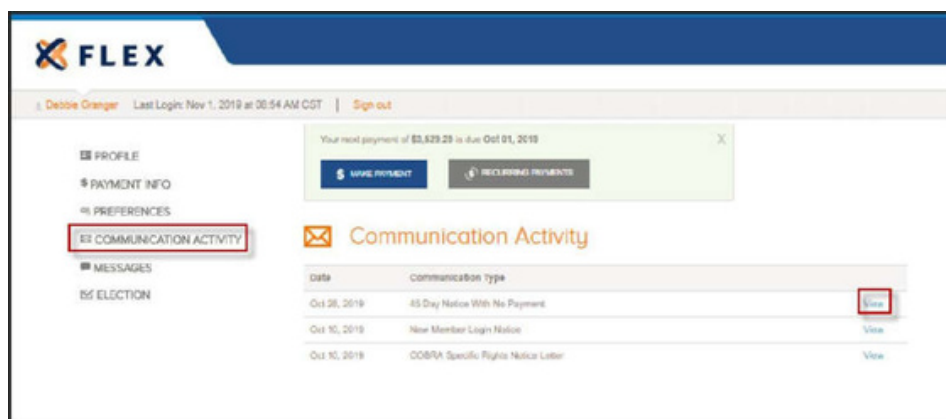 FLEX
Debbie Granger Last Login: Nov 1, 2019 at 08:54 AM CST | Sign out
Your next payment of $3,529.29 is due Oct 01, 2019 X
$ MAKE PAYMENT
RECURRING PAYMENTS
PROFILE
$ PAYMENT INFO
PREFERENCES
COMMUNICATION ACTIVITY
MESSAGES
ELECTION
Communication Activity
Date Communication Type
Oct 28, 2019 45 Day Notice With No Payment View
Oct 10, 2019 New Member Login Notice View
Oct 10, 2019 COBRA Specific Rights Notice Letter View